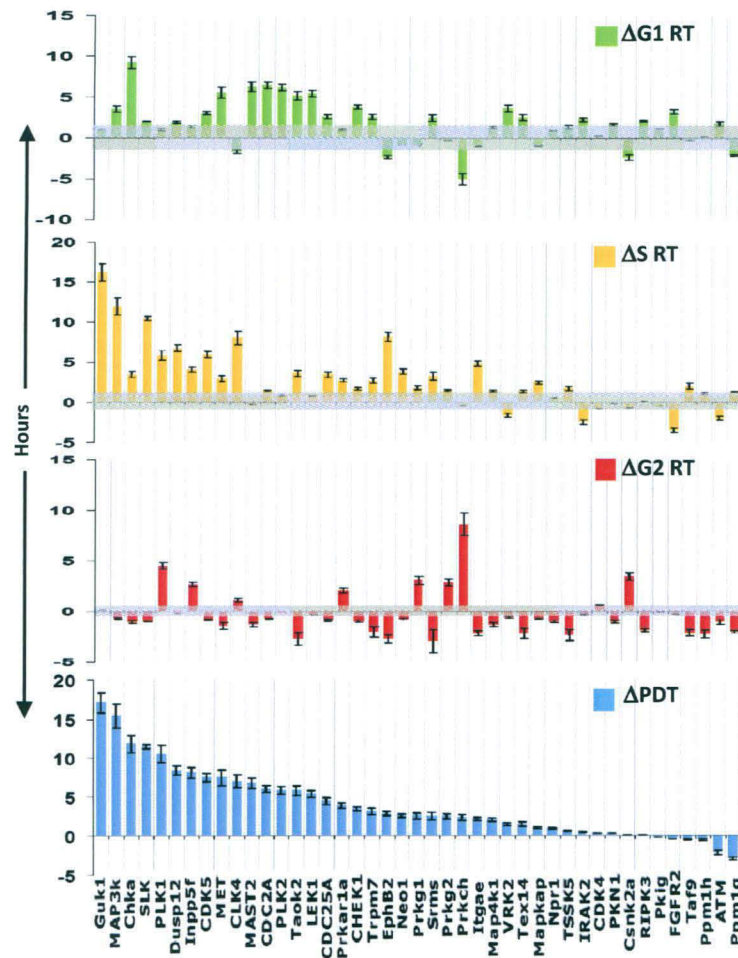 15
10
5
0
-5
-10
ΔG1 RT
20
15
10
5
0
-5
ΔS RT
15
10
5
0
-5
ΔG2 RT
20
15
10
5
0
-5
ΔPDT
Hours
Guk1
MAP3k
Chka
SLK
PLK1
Dusp12
Inpp5f
CDK5
MET
CLK4
MAST2
CDC2A
PLK2
Taok2
LEK1
CDC25A
Prkar1a
CHEK1
Trpm7
EphB2
Neo1
Prkg1
Srms
Prkg2
Prkch
Itgae
Map4k1
VRK2
Tex14
Mapkap
Npr1
TSSK5
IRAK2
CDK4
PKN1
Csnk2a
RIPK3
Pkig
FGFR2
Taf9
Ppm1h
ATM